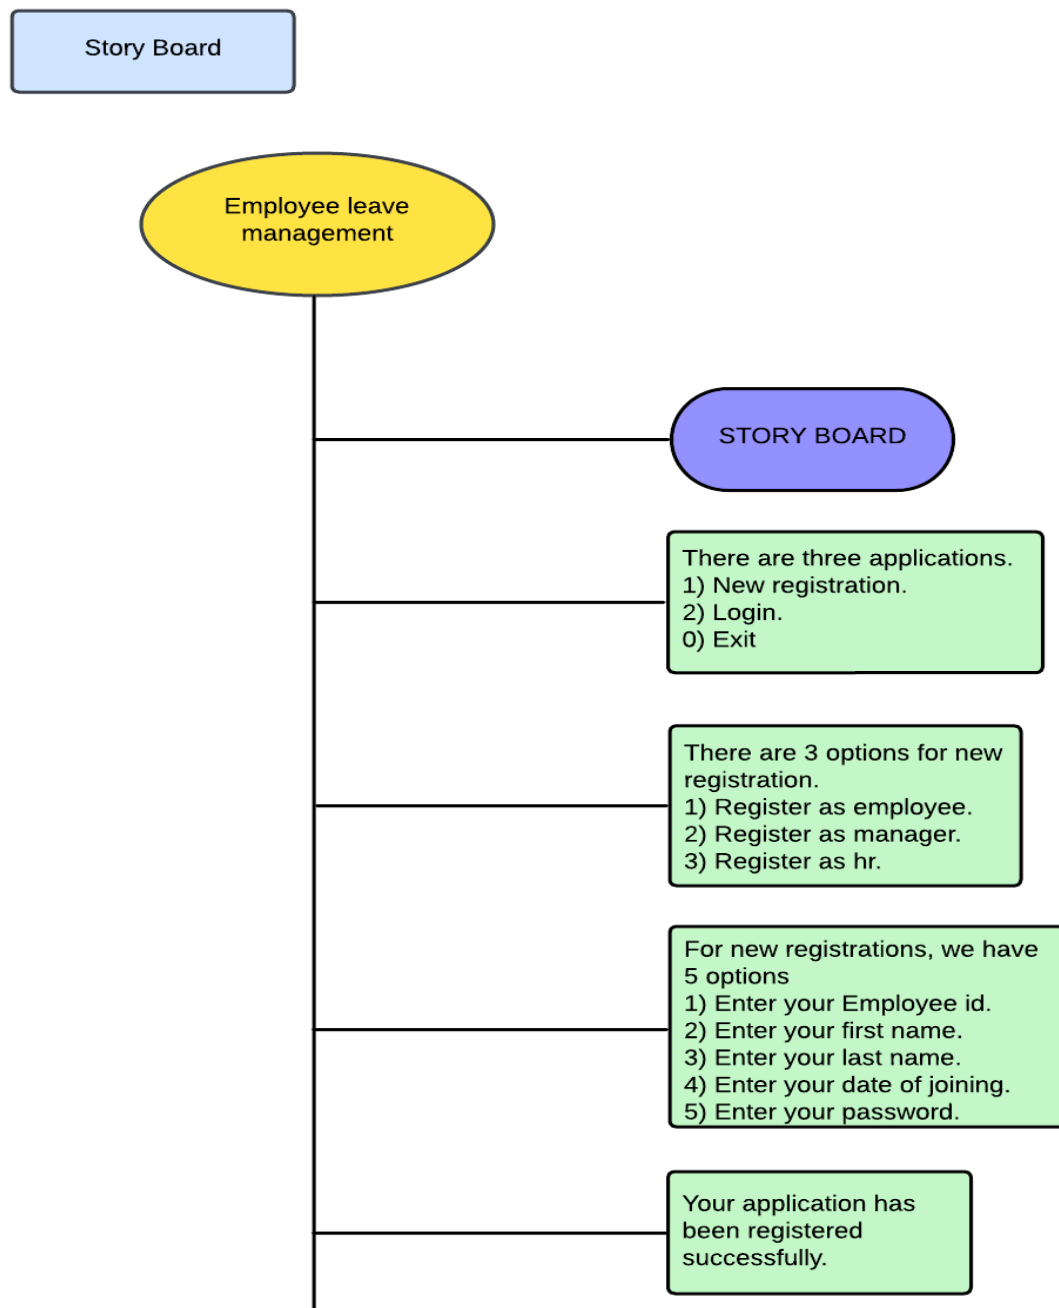 Story Board
Employee leave
management
STORY BOARD
There are three applications.
1) New registration.
2) Login.
0) Exit
There are 3 options for new
registration.
1) Register as employee.
2) Register as manager.
3) Register as hr.
For new registrations, we have
5 options
1) Enter your Employee id.
2) Enter your first name.
3) Enter your last name.
4) Enter your date of joining.
5) Enter your password.
Your application has
been registered
successfully.